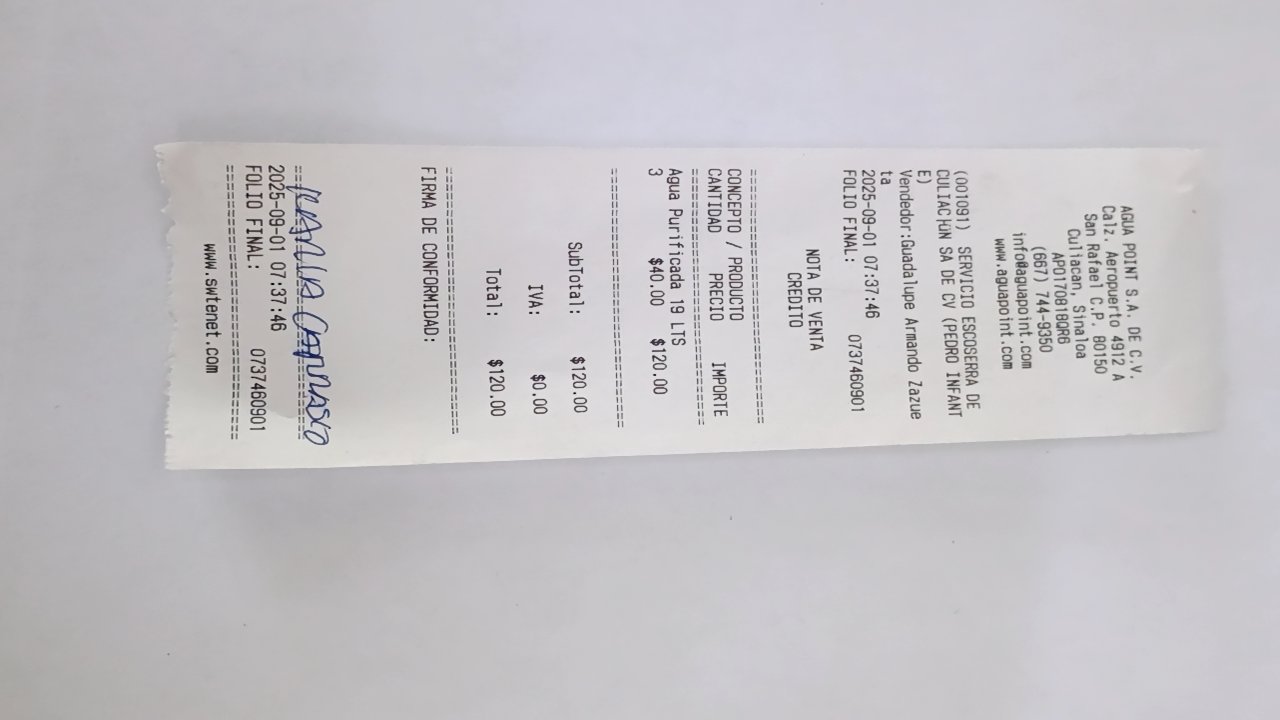 AGUA POINT S.A. DE C.V.
Calz. Aeropuerto 4912 A
San Rafael C.P. 80150
Culiacan, Sinaloa
APO170818QR6
(667) 744-9350
info@aguapoint.com
www.aguapoint.com
(001091) SERVICIO ESCOSERRA DE
CULIACHúN SA DE CV (PEDRO INFANT
E)
Vendedor:Guadalupe Armando Zazue
ta
2025-09-01 07:37:46
FOLIO FINAL: 0737460901
NOTA DE VENTA
CREDITO
================================
CONCEPTO / PRODUCTO
CANTIDAD PRECIO IMPORTE
================================
Agua Purificada 19 LTS
3 $40.00 $120.00
================================
SubTotal: $120.00
IVA: $0.00
Total: $120.00
================================
FIRMA DE CONFORMIDAD:
================================
2025-09-01 07:37:46
FOLIO FINAL: 0737460901
================================
www.swtenet.com